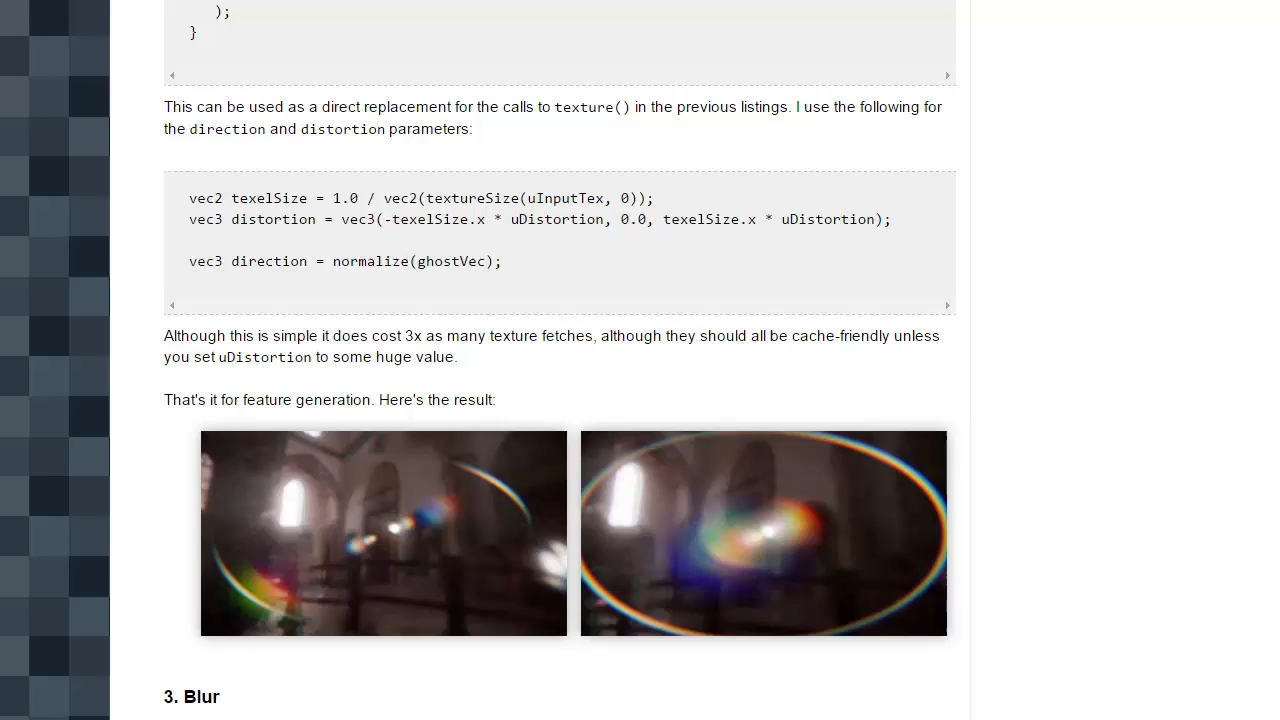 );
}
This can be used as a direct replacement for the calls to texture() in the previous listings. I use the following for
the direction and distortion parameters:
vec2 texelSize = 1.0 / vec2(textureSize(uInputTex, 0));
vec3 distortion = vec3(-texelSize.x * uDistortion, 0.0, texelSize.x * uDistortion);
vec3 direction = normalize(ghostVec);
Although this is simple it does cost 3x as many texture fetches, although they should all be cache-friendly unless
you set uDistortion to some huge value.
That's it for feature generation. Here's the result:
3. Blur